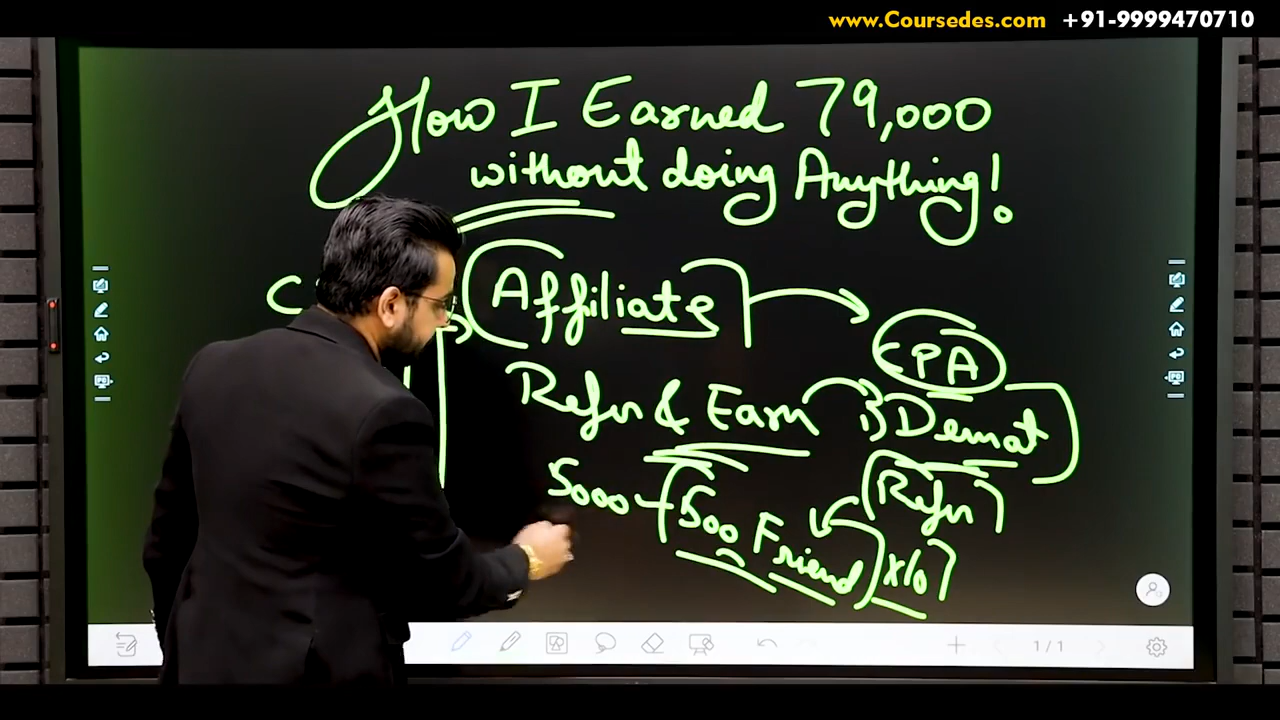 www.Coursedes.com +91-9999470710
How I Earned 79,000
without doing Anything!
Affiliate
CPA
Refer & Earn
Demat
5000 - (500 Friend) x 10)
(Refer)
1/1